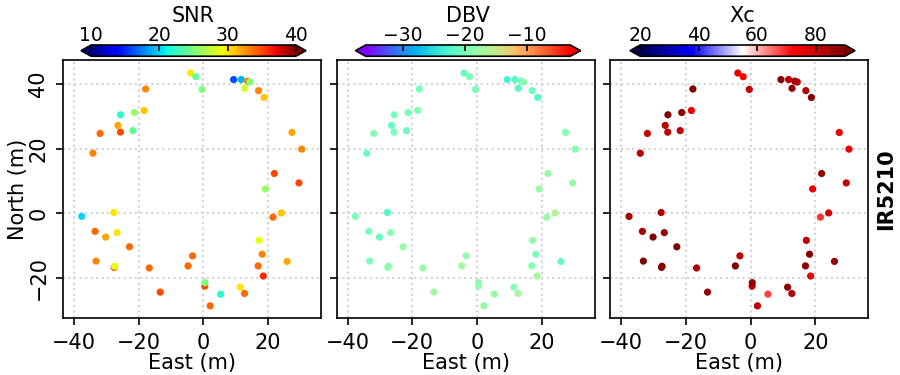 SNR DBV Xc
10 20 30 40 −30 −20 −10 20 40 60 80
40
20
0
−20
North (m)
−40 −20 0 20 −40 −20 0 20 −40 −20 0 20
East (m) East (m) East (m)
IR5210